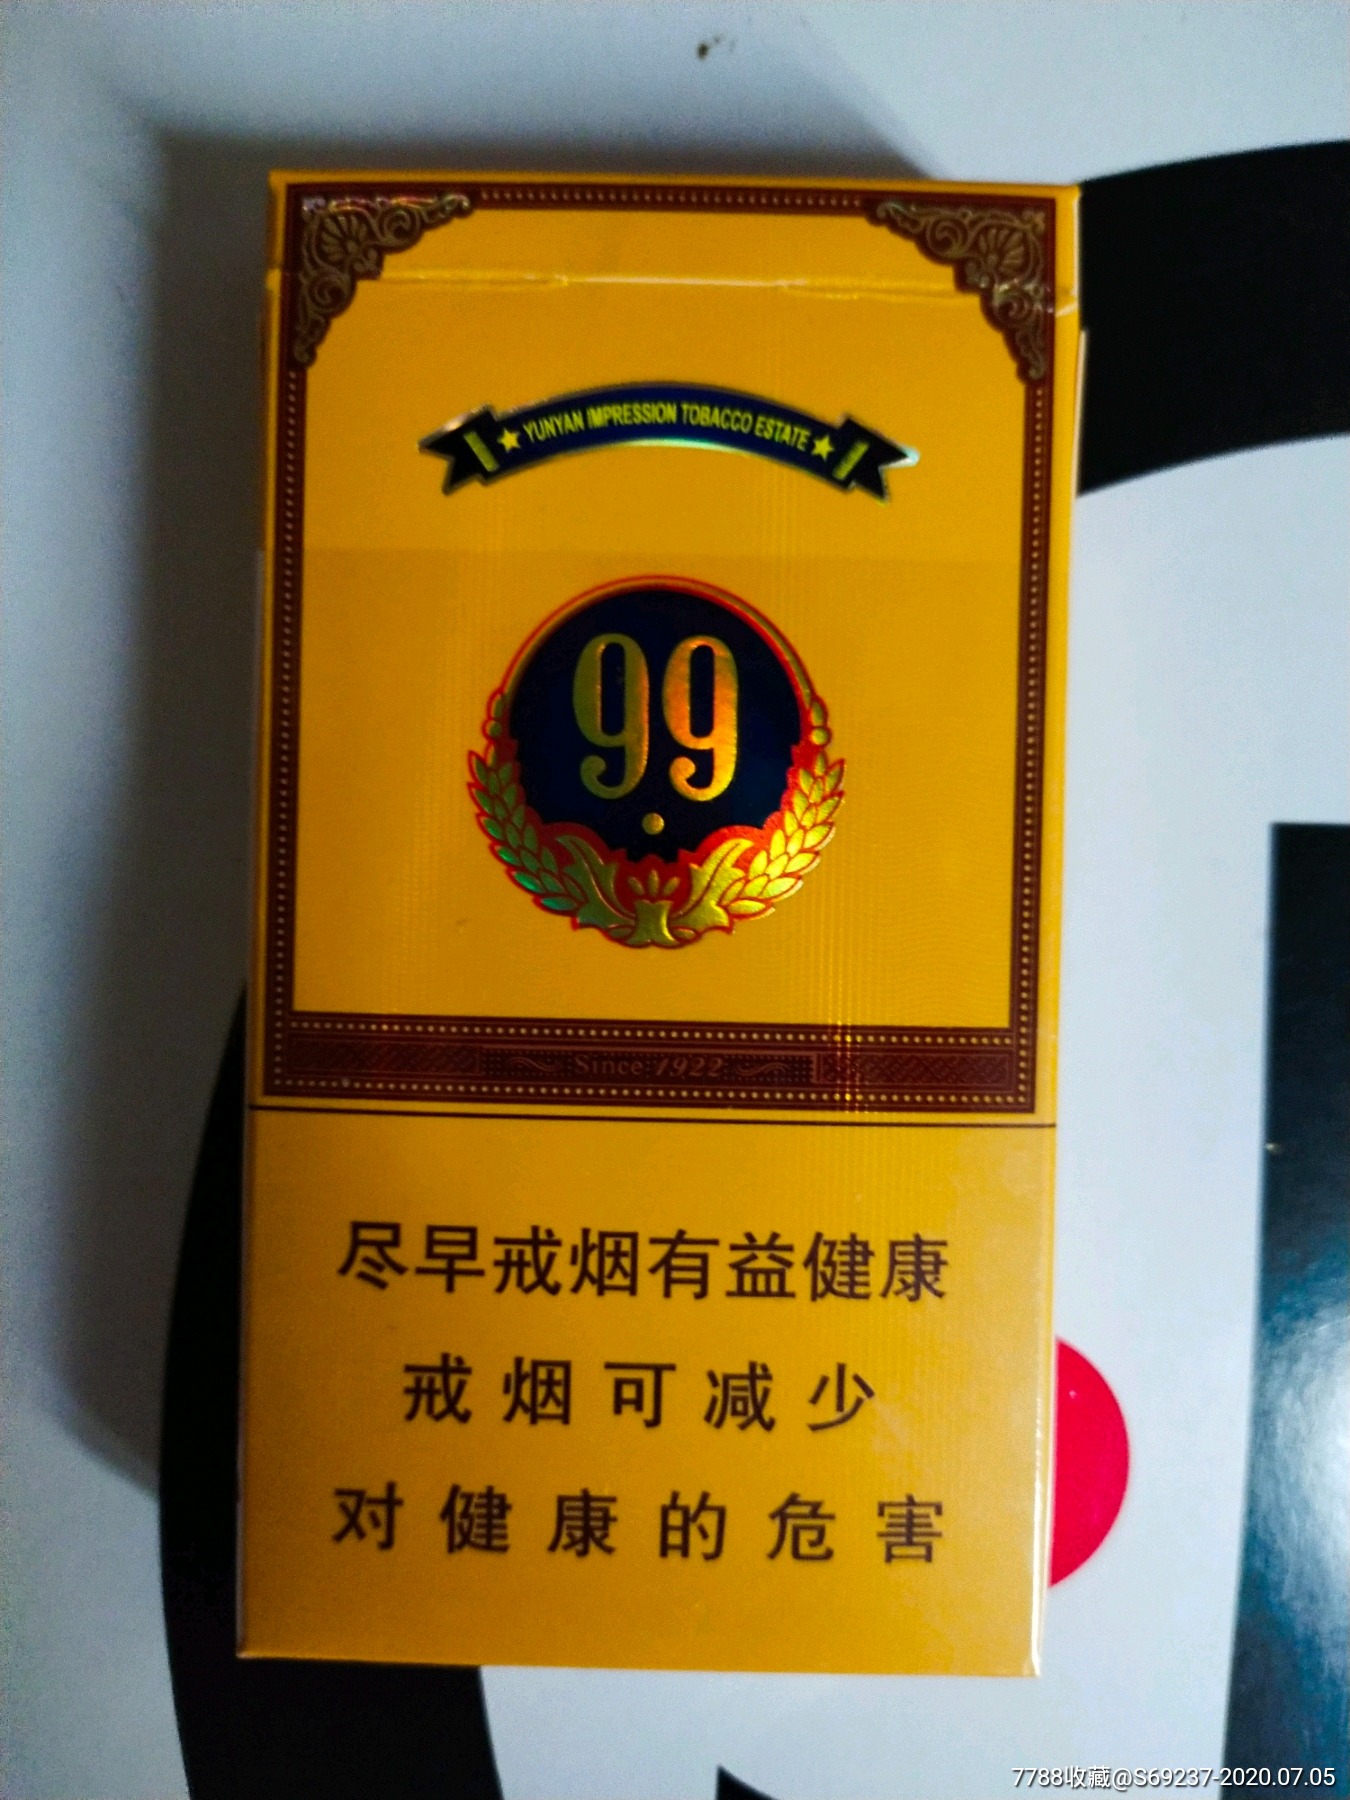 ★ YUNYAN IMPRESSION TOBACCO ESTATE ★
99
Since 1922
尽早戒烟有益健康
戒烟可减少
对健康的危害
7788收藏@S69237-2020.07.05